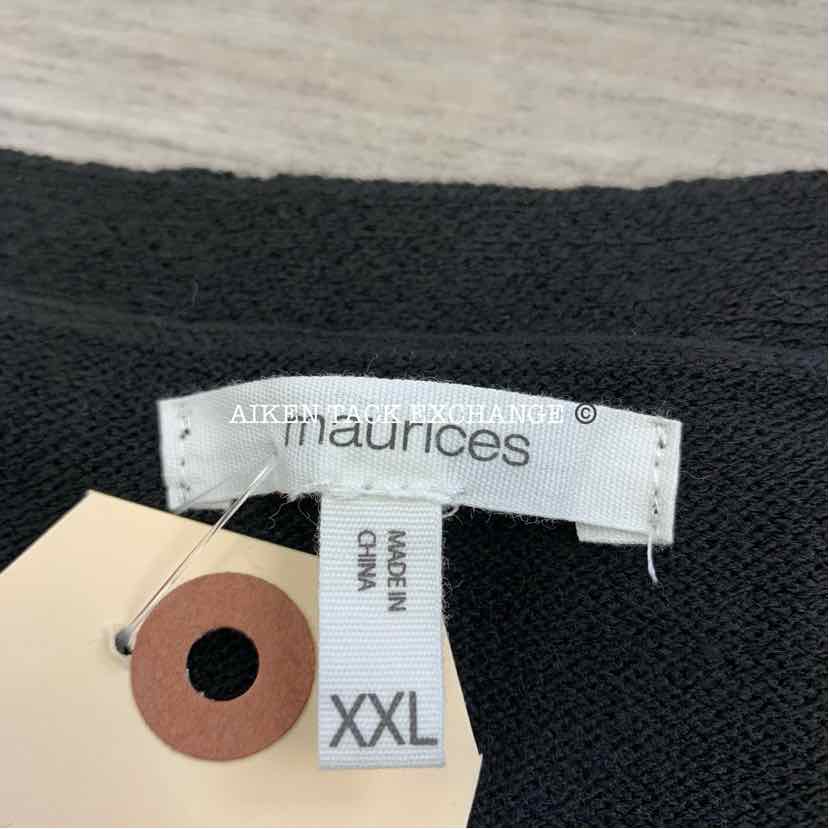 AIKEN TACK EXCHANGE ©
maurices
MADE IN
CHINA
XXL